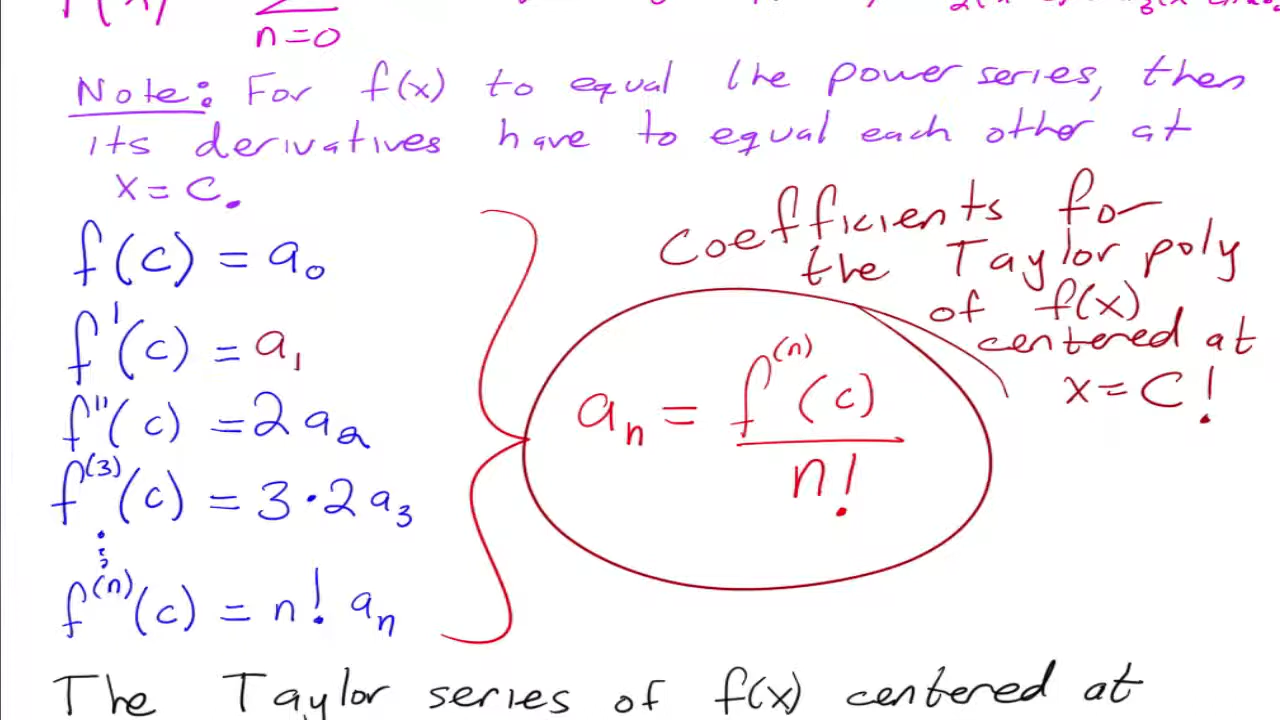 n=0
Note: For f(x) to equal the power series, then
its derivatives have to equal each other at
x=c.
f(c) = a₀
f'(c) = a₁
f''(c) = 2a₂
f⁽³⁾(c) = 3·2a₃
⋮
f⁽ⁿ⁾(c) = n! aₙ
Coefficients for
the Taylor poly
of f(x)
centered at
x=c!
aₙ = f⁽ⁿ⁾(c)
n!
The Taylor series of f(x) centered at